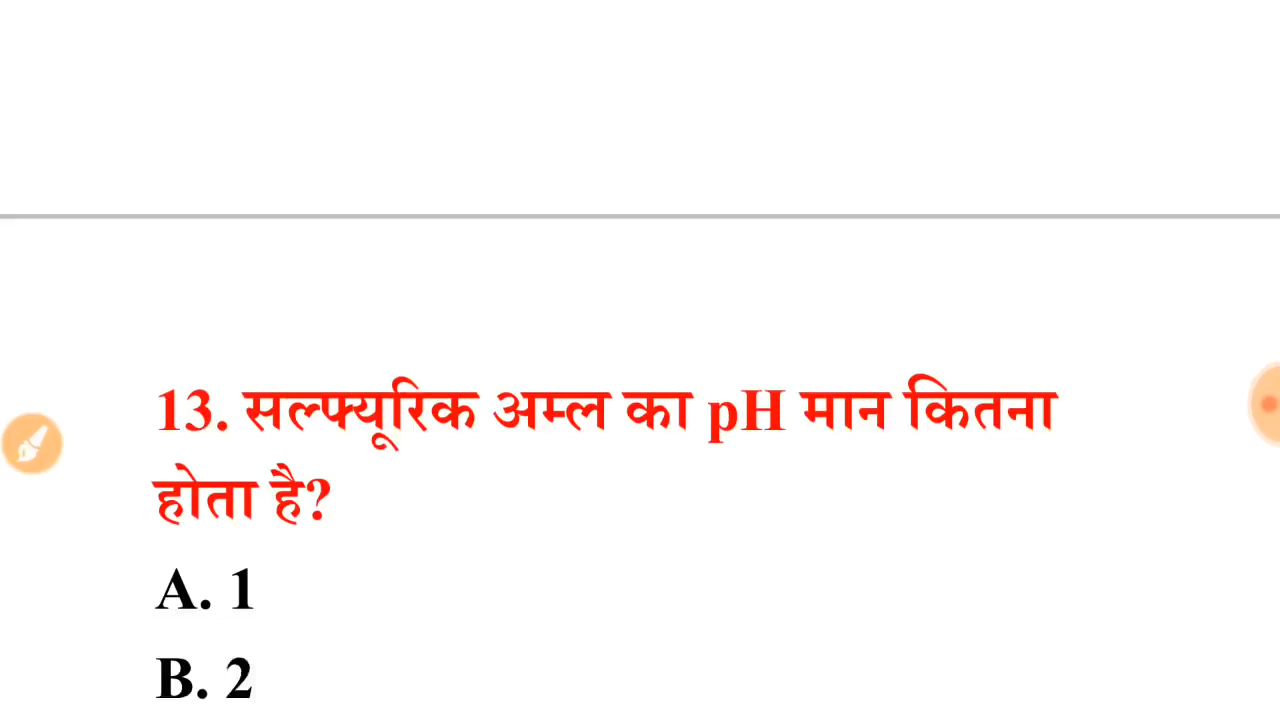 13. सल्फ्यूरिक अम्ल का pH मान कितना
होता है?
A. 1
B. 2